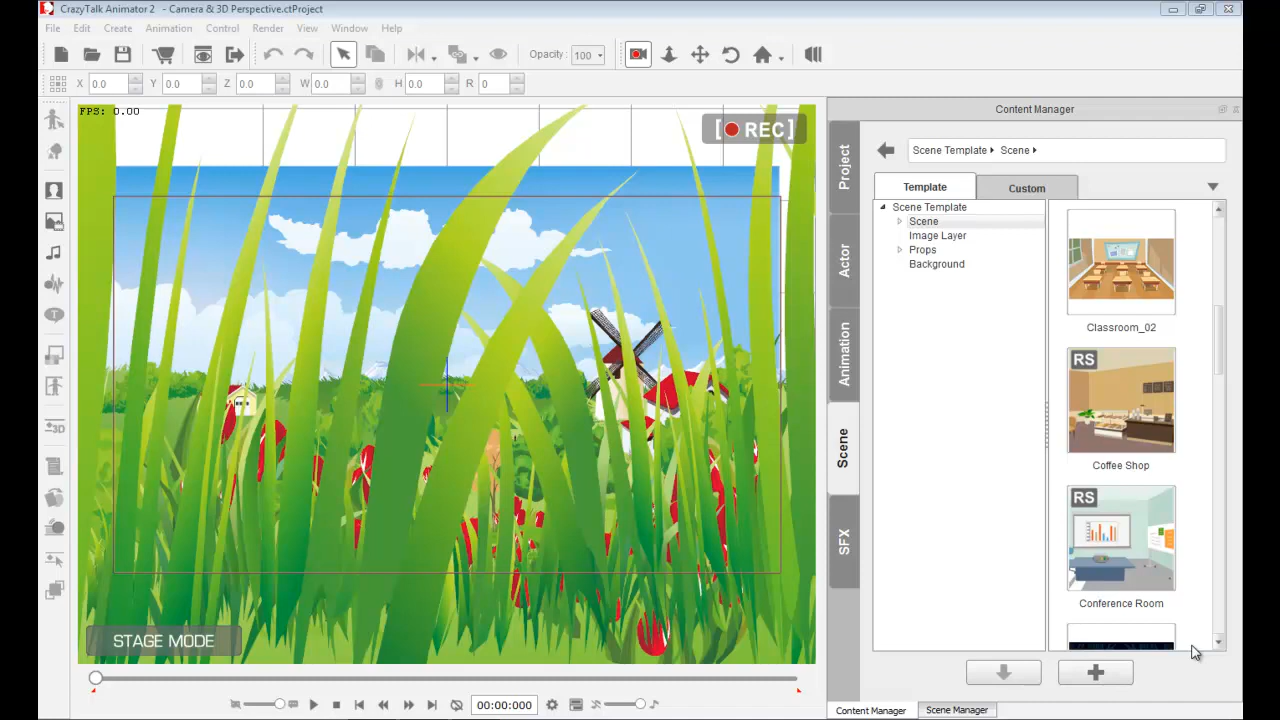 CrazyTalk Animator 2 - Camera & 3D Perspective.ctProject
File Edit Create Animation Control Render View Window Help
Opacity: 100
X 0.0 Y 0.0 Z 0.0 W 0.0 H 0.0 R 0
FPS: 0.00
[ REC ]
STAGE MODE
00:00:000
Content Manager
Scene Template Scene
Template Custom
Project
Actor
Animation
Scene
SFX
Scene Template
Scene
Image Layer
Props
Background
Classroom_02
RS
Coffee Shop
RS
Conference Room
Content Manager Scene Manager